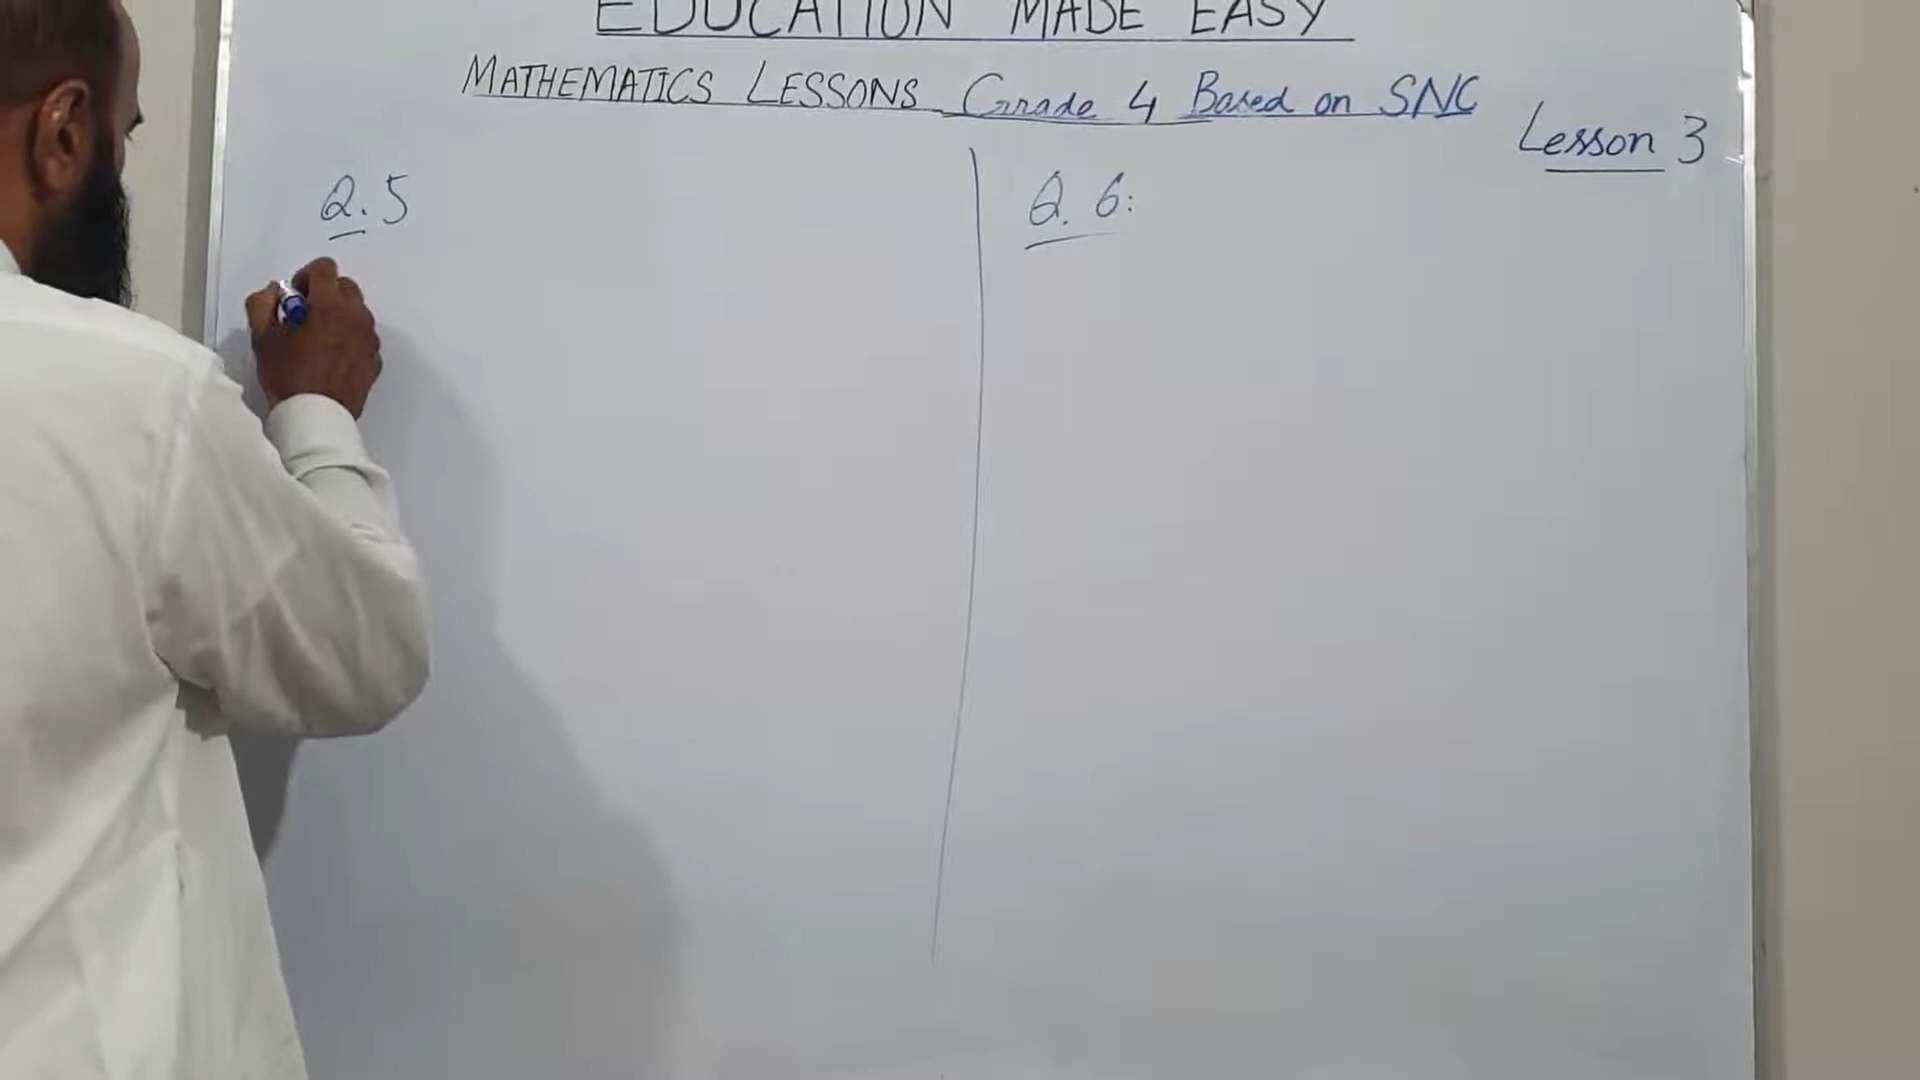 EDUCATION MADE EASY
MATHEMATICS LESSONS Grade 4 Based on SNC
Lesson 3
Q. 5
Q. 6: